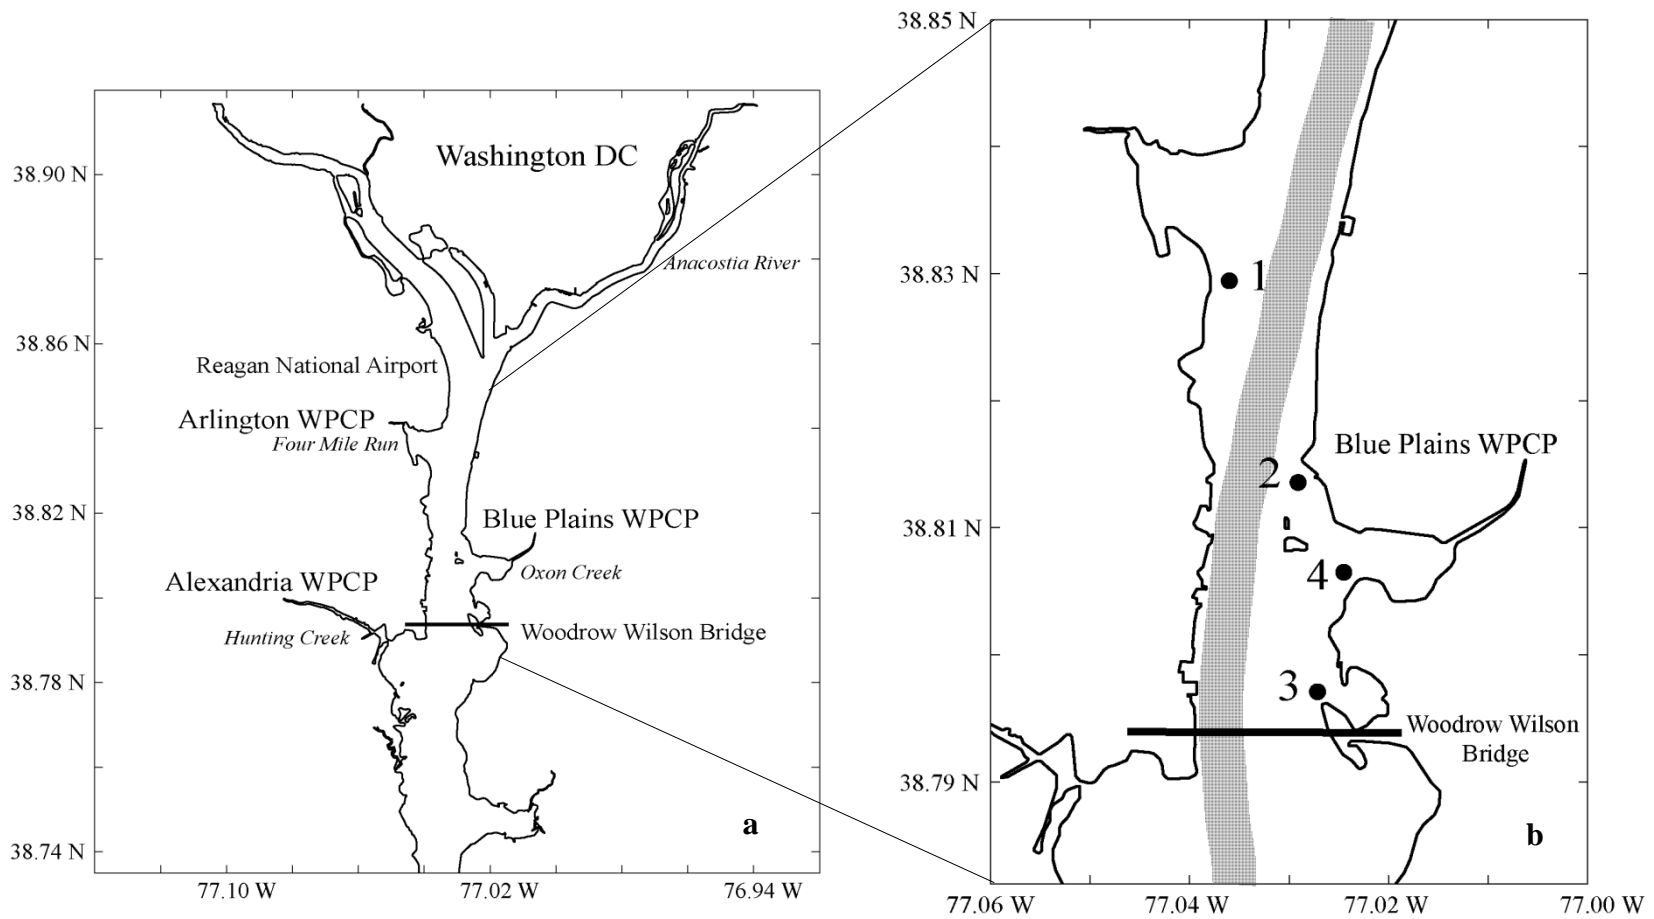 Washington DC
38.90 N
Anacostia River
38.86 N
Reagan National Airport
Arlington WPCP
Four Mile Run
38.82 N
Blue Plains WPCP
Alexandria WPCP
Oxon Creek
Hunting Creek
Woodrow Wilson Bridge
38.78 N
a
38.74 N
77.10 W
77.02 W
76.94 W
38.85 N
38.83 N
1
Blue Plains WPCP
2
38.81 N
4
3
Woodrow Wilson
Bridge
38.79 N
b
77.06 W
77.04 W
77.02 W
77.00 W